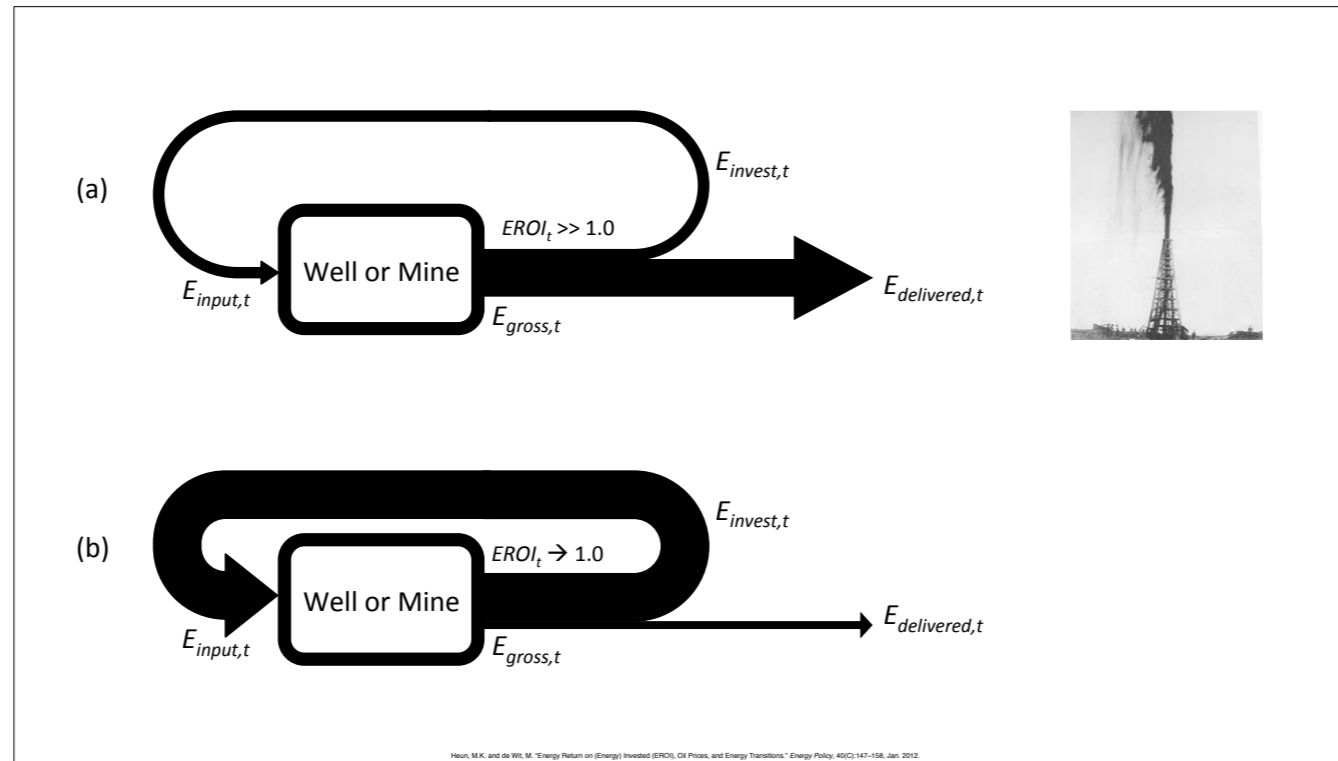 (a)
E_invest,t
EROI_t >> 1.0
Well or Mine
E_input,t
E_gross,t
E_delivered,t
(b)
E_invest,t
EROI_t → 1.0
Well or Mine
E_input,t
E_gross,t
E_delivered,t
Heun, M.K. and de Wit, M. "Energy Return on (Energy) Invested (EROI), Oil Prices, and Energy Transitions." Energy Policy, 40(C):147–158, Jan. 2012.